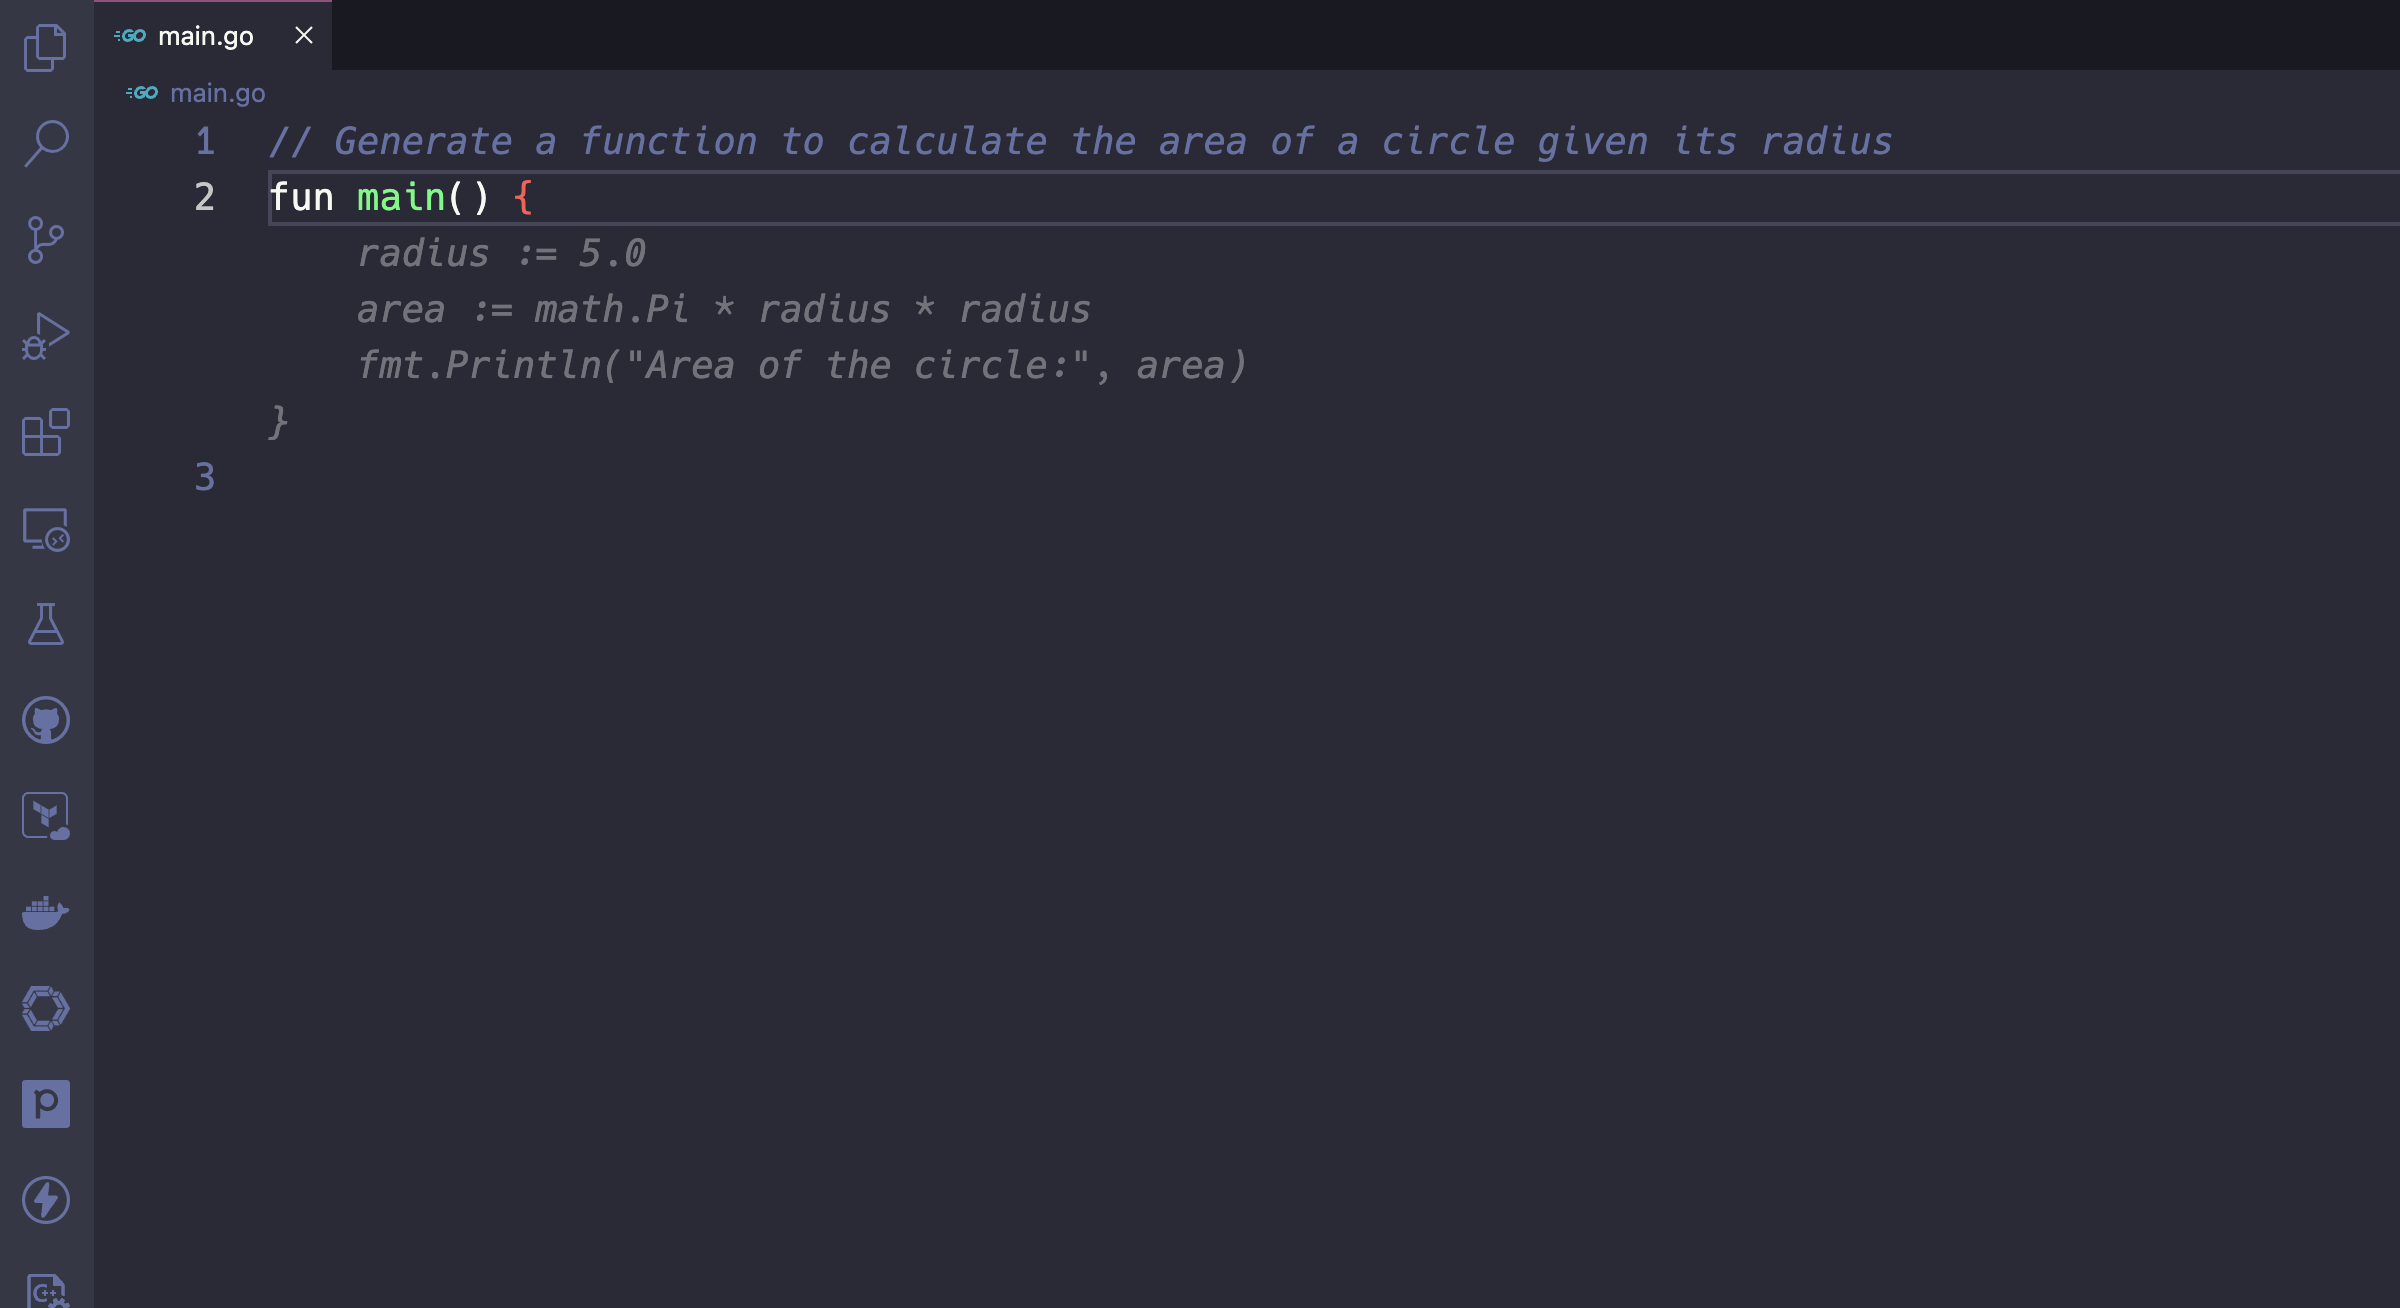 GO main.go
GO main.go
1 // Generate a function to calculate the area of a circle given its radius
2 fun main() {
radius := 5.0
area := math.Pi * radius * radius
fmt.Println("Area of the circle:", area)
}
3
p
C++